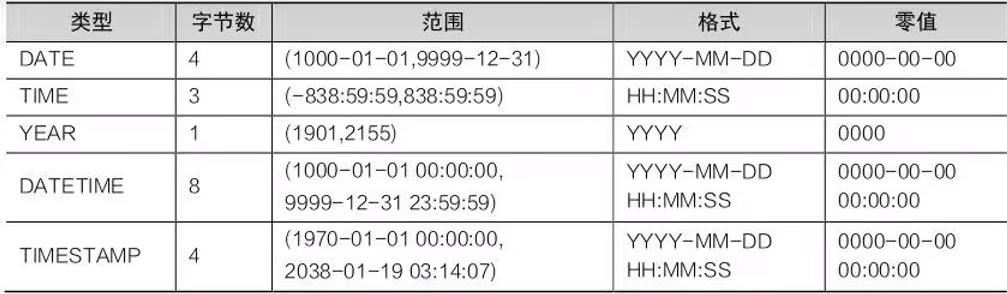 类型 字节数 范围 格式 零值
DATE 4 (1000-01-01,9999-12-31) YYYY-MM-DD 0000-00-00
TIME 3 (-838:59:59,838:59:59) HH:MM:SS 00:00:00
YEAR 1 (1901,2155) YYYY 0000
DATETIME 8 (1000-01-01 00:00:00, YYYY-MM-DD 0000-00-00
9999-12-31 23:59:59) HH:MM:SS 00:00:00
TIMESTAMP 4 (1970-01-01 00:00:00, YYYY-MM-DD 0000-00-00
2038-01-19 03:14:07) HH:MM:SS 00:00:00